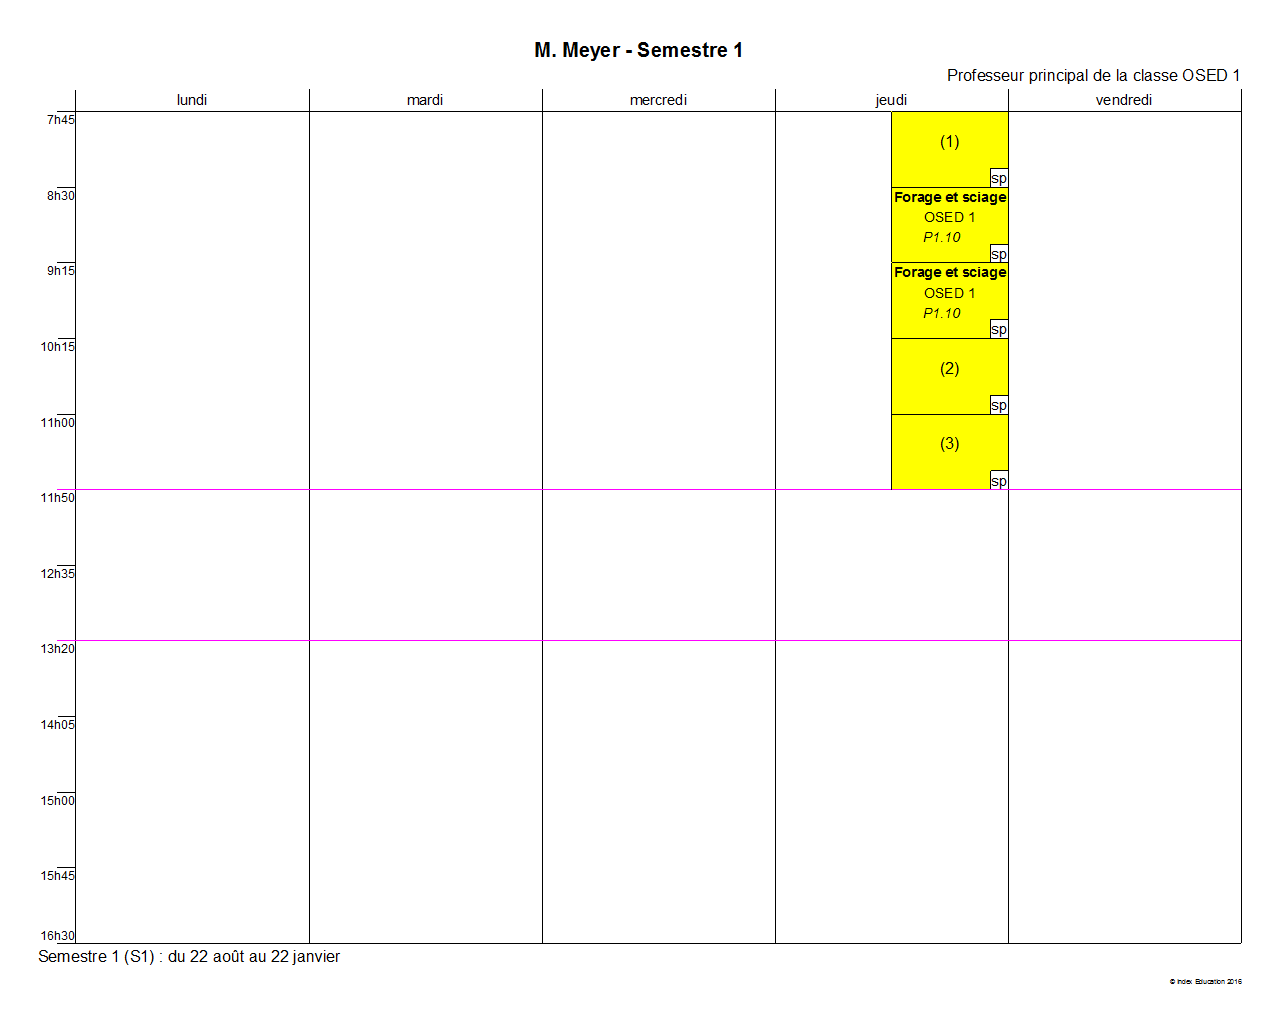 M. Meyer - Semestre 1
Professeur principal de la classe OSED 1
lundi mardi mercredi jeudi vendredi
7h45
(1)
sp
8h30
Forage et sciage
OSED 1
P1.10
sp
9h15
Forage et sciage
OSED 1
P1.10
sp
10h15
(2)
sp
11h00
(3)
sp
11h50
12h35
13h20
14h05
15h00
15h45
16h30
Semestre 1 (S1) : du 22 août au 22 janvier
© Index Education 2016